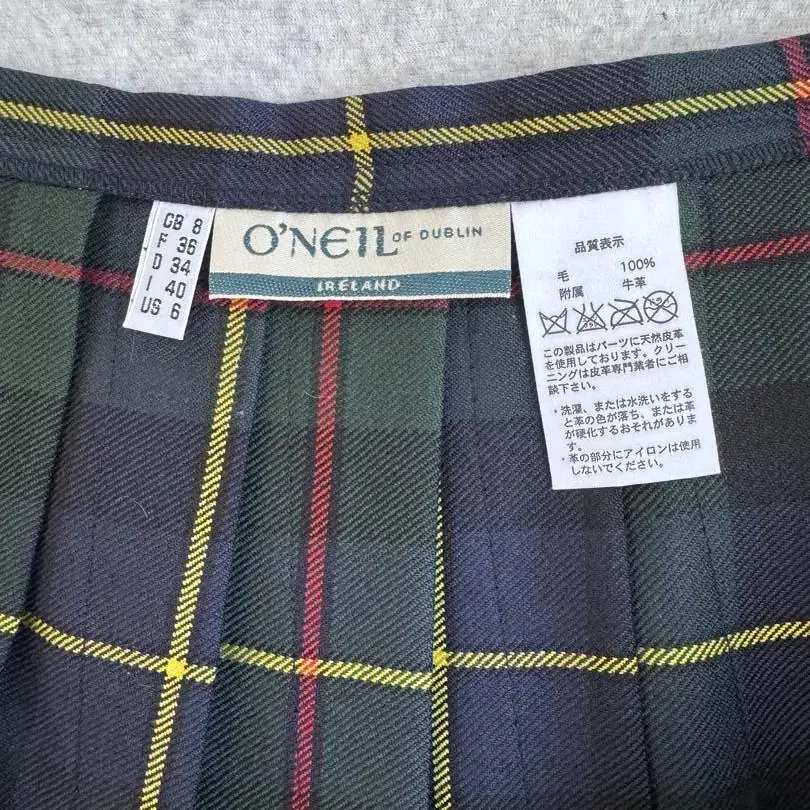 GB 8
F 36
D 34
I 40
US 6
O'NEIL OF DUBLIN
IRELAND
品質表示
毛 100%
附属 牛革
この製品はパーツに天然皮革
を使用しております。クリー
ニングは皮革専門業者にご相
談下さい。
・洗濯、または水洗いをする
と革の色が落ち、または革
が硬化するおそれがありま
す。
・革の部分にアイロンは使用
しないでください。